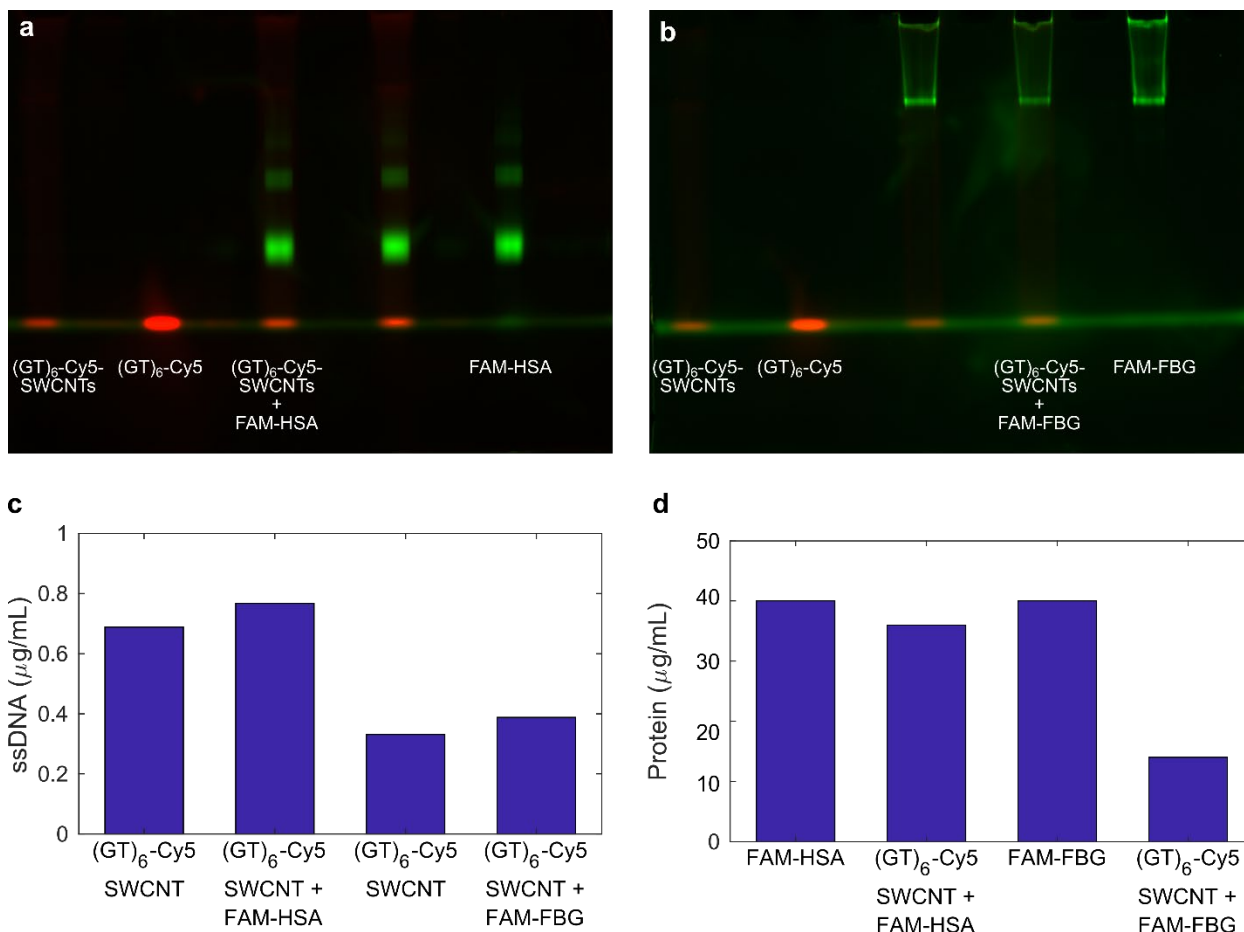 a
(GT)₆-Cy5-
SWCNTs
(GT)₆-Cy5
(GT)₆-Cy5-
SWCNTs
+
FAM-HSA
FAM-HSA
b
(GT)₆-Cy5-
SWCNTs
(GT)₆-Cy5
(GT)₆-Cy5-
SWCNTs
+
FAM-FBG
FAM-FBG
c
ssDNA (μg/mL)
1
0.8
0.6
0.4
0.2
0
(GT)₆-Cy5
SWCNT
(GT)₆-Cy5
SWCNT +
FAM-HSA
(GT)₆-Cy5
SWCNT
(GT)₆-Cy5
SWCNT +
FAM-FBG
d
Protein (μg/mL)
50
40
30
20
10
0
FAM-HSA
(GT)₆-Cy5
SWCNT +
FAM-HSA
FAM-FBG
(GT)₆-Cy5
SWCNT +
FAM-FBG